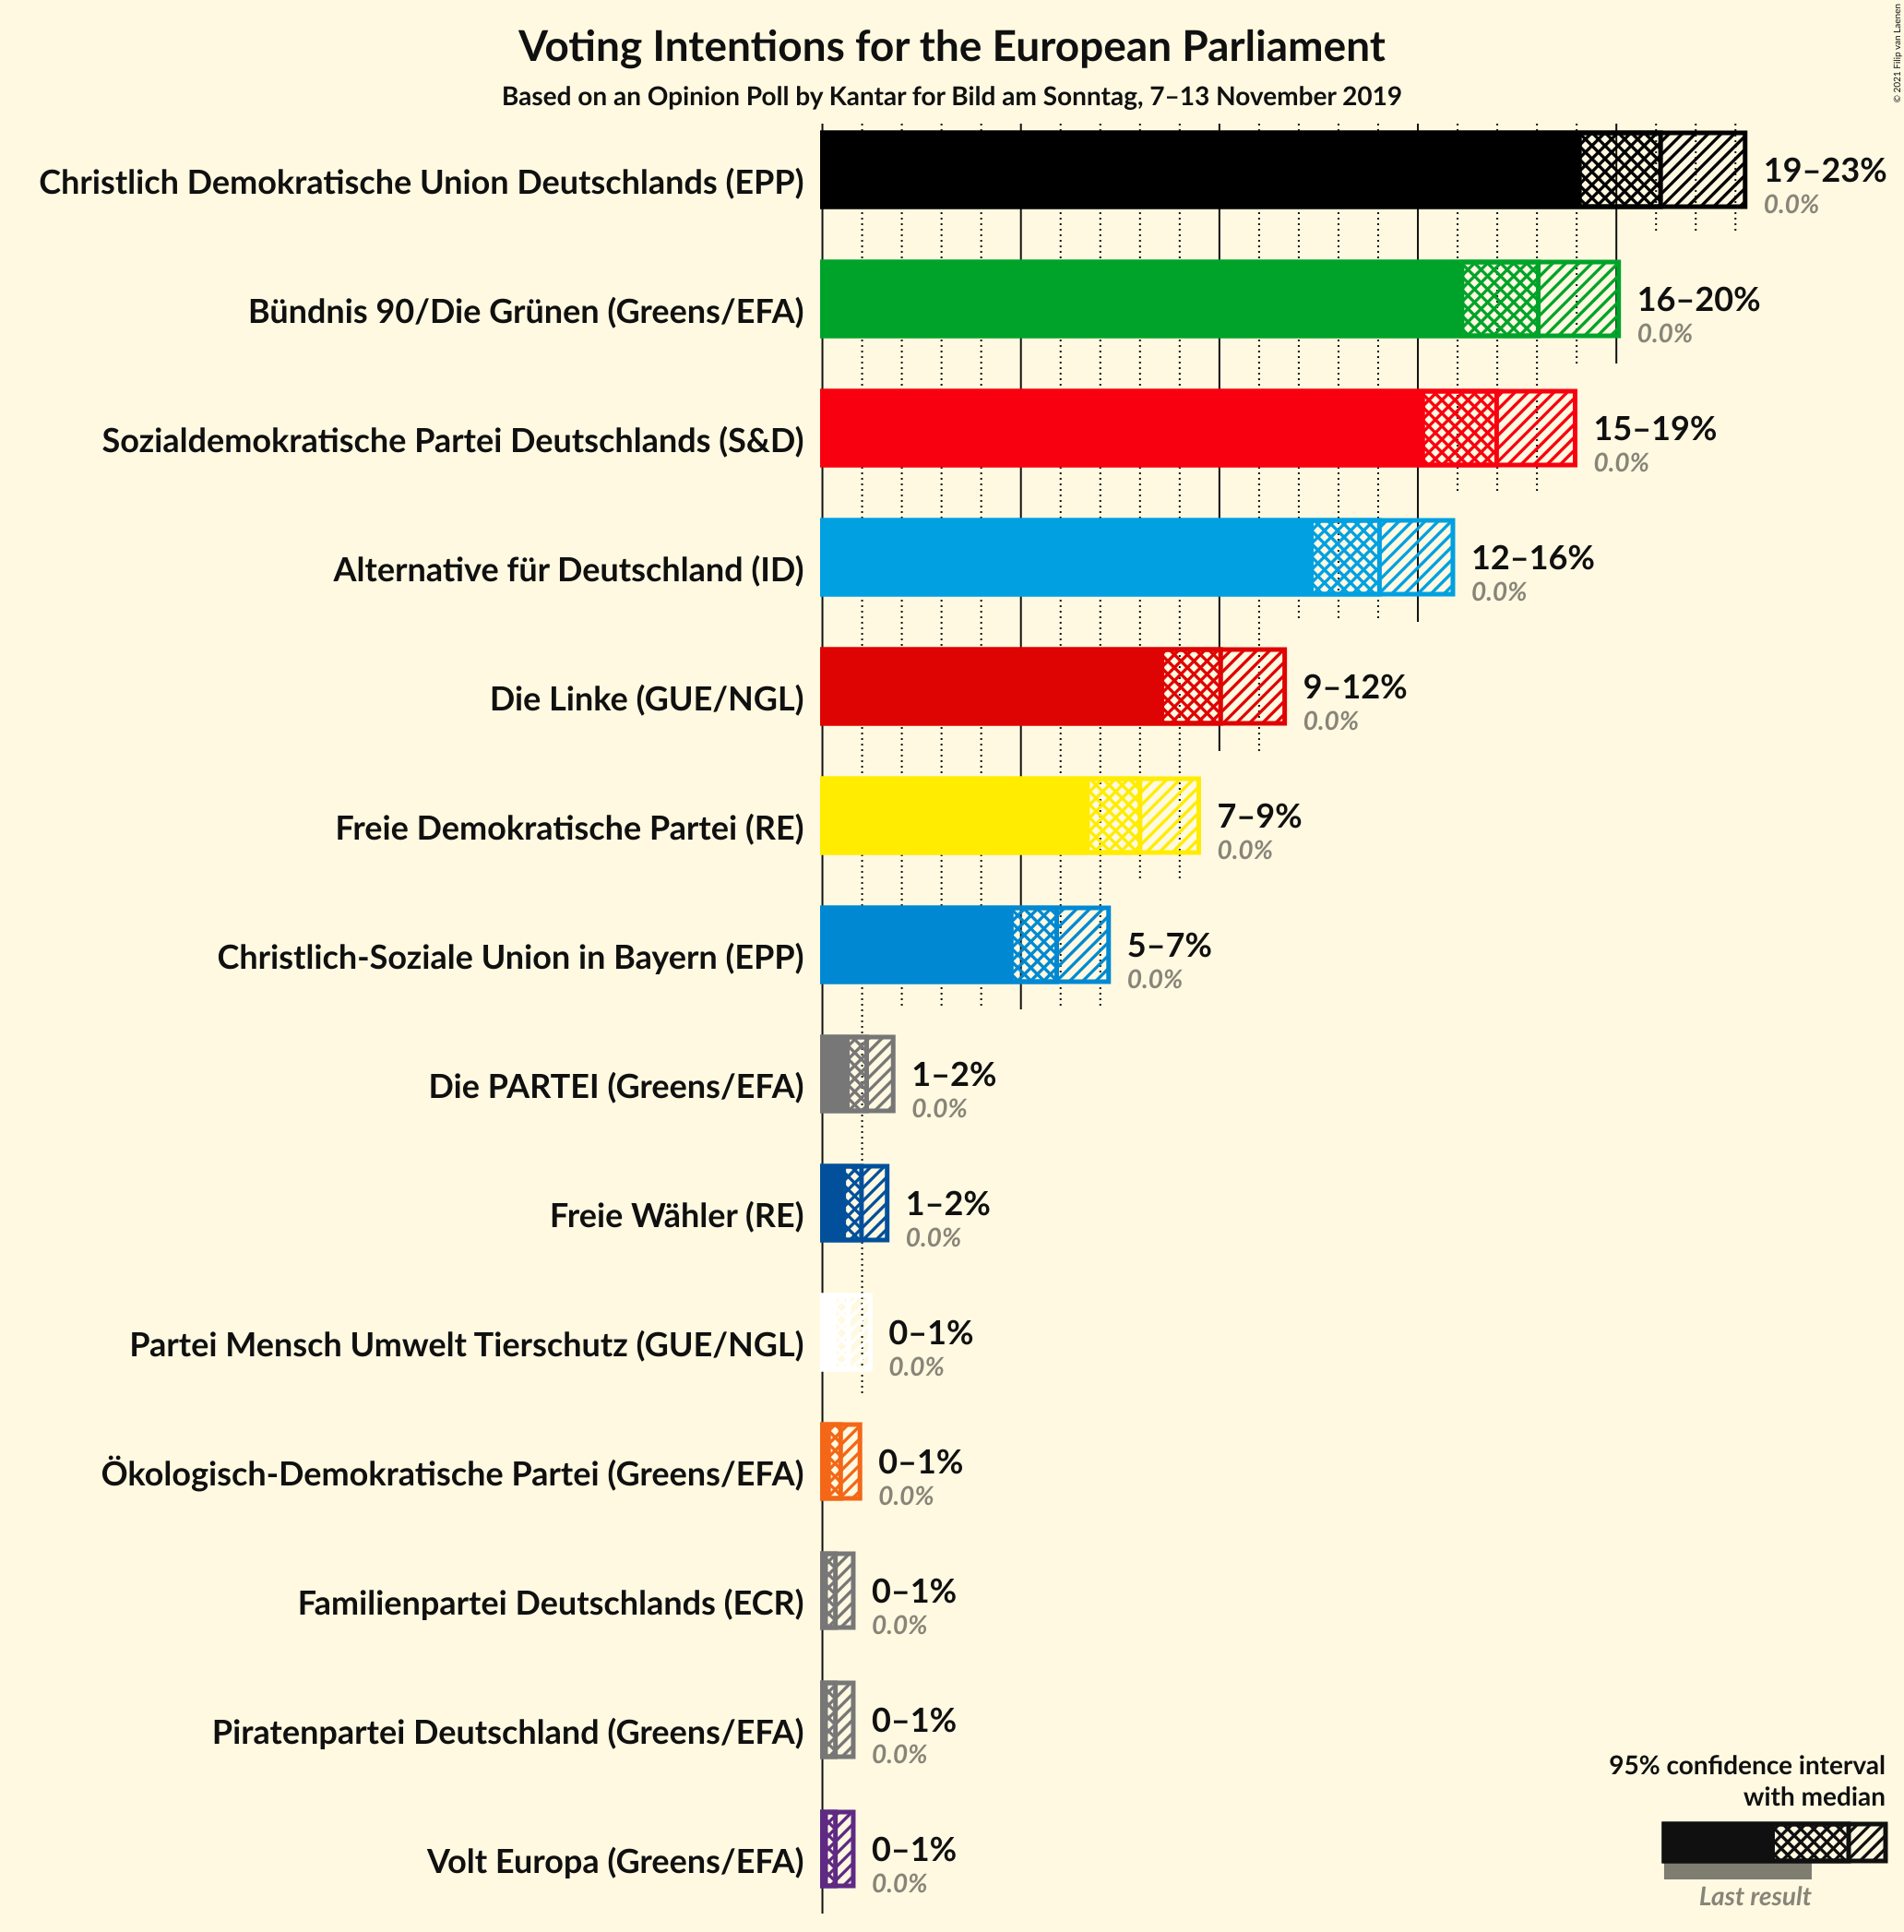 Voting Intentions for the European Parliament
Based on an Opinion Poll by Kantar for Bild am Sonntag, 7–13 November 2019
© 2021 Filip van Laenen
Christlich Demokratische Union Deutschlands (EPP)
19–23%
0.0%
Bündnis 90/Die Grünen (Greens/EFA)
16–20%
0.0%
Sozialdemokratische Partei Deutschlands (S&D)
15–19%
0.0%
Alternative für Deutschland (ID)
12–16%
0.0%
Die Linke (GUE/NGL)
9–12%
0.0%
Freie Demokratische Partei (RE)
7–9%
0.0%
Christlich-Soziale Union in Bayern (EPP)
5–7%
0.0%
Die PARTEI (Greens/EFA)
1–2%
0.0%
Freie Wähler (RE)
1–2%
0.0%
Partei Mensch Umwelt Tierschutz (GUE/NGL)
0–1%
0.0%
Ökologisch-Demokratische Partei (Greens/EFA)
0–1%
0.0%
Familienpartei Deutschlands (ECR)
0–1%
0.0%
Piratenpartei Deutschland (Greens/EFA)
0–1%
0.0%
Volt Europa (Greens/EFA)
0–1%
0.0%
95% confidence interval
with median
Last result